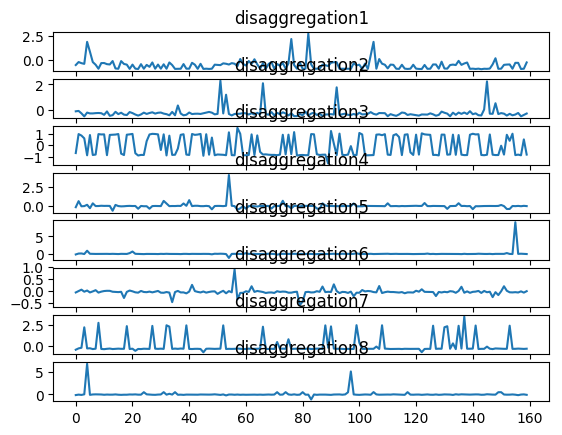 disaggregation1
2.5
0.0
disaggregation2
2
0
disaggregation3
1
0
−1
disaggregation4
2.5
0.0
disaggregation5
5
0
disaggregation6
1.0
0.5
0.0
−0.5
disaggregation7
2.5
0.0
disaggregation8
5
0
0 20 40 60 80 100 120 140 160